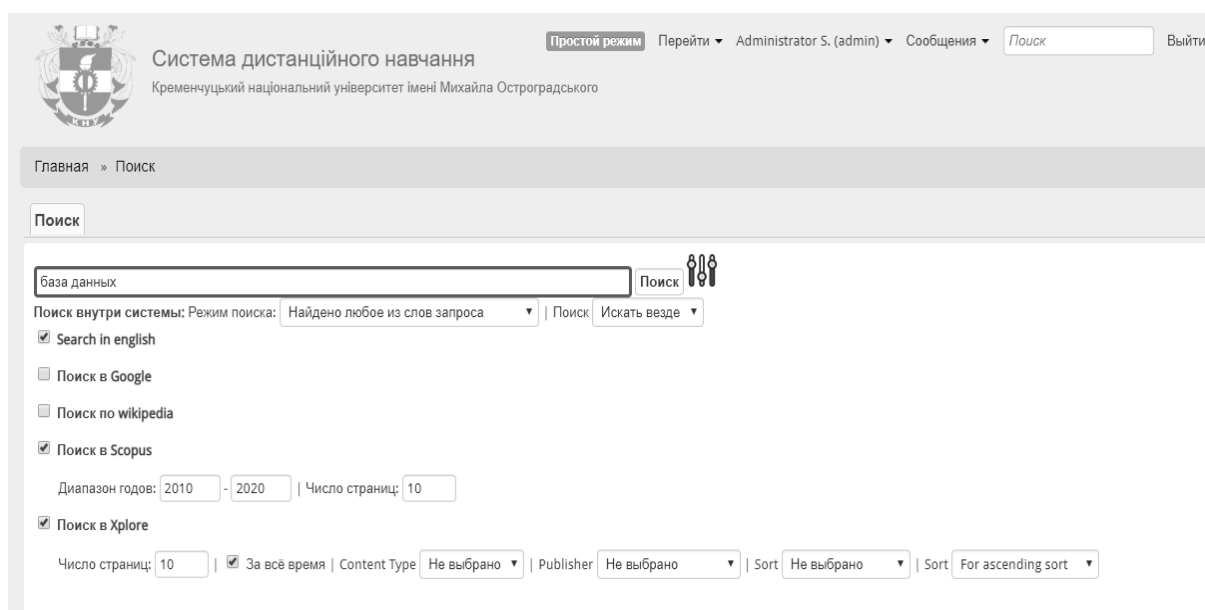 Простой режим Перейти Administrator S. (admin) Сообщения Поиск Выйти
Система дистанційного навчання
Кременчуцький національний університет імені Михайла Остроградського
КНУ
Главная » Поиск
Поиск
база данных Поиск
Поиск внутри системы: Режим поиска: Найдено любое из слов запроса | Поиск Искать везде
Search in english
Поиск в Google
Поиск по wikipedia
Поиск в Scopus
Диапазон годов: 2010 - 2020 | Число страниц: 10
Поиск в Xplore
Число страниц: 10 | За всё время | Content Type Не выбрано | Publisher Не выбрано | Sort Не выбрано | Sort For ascending sort